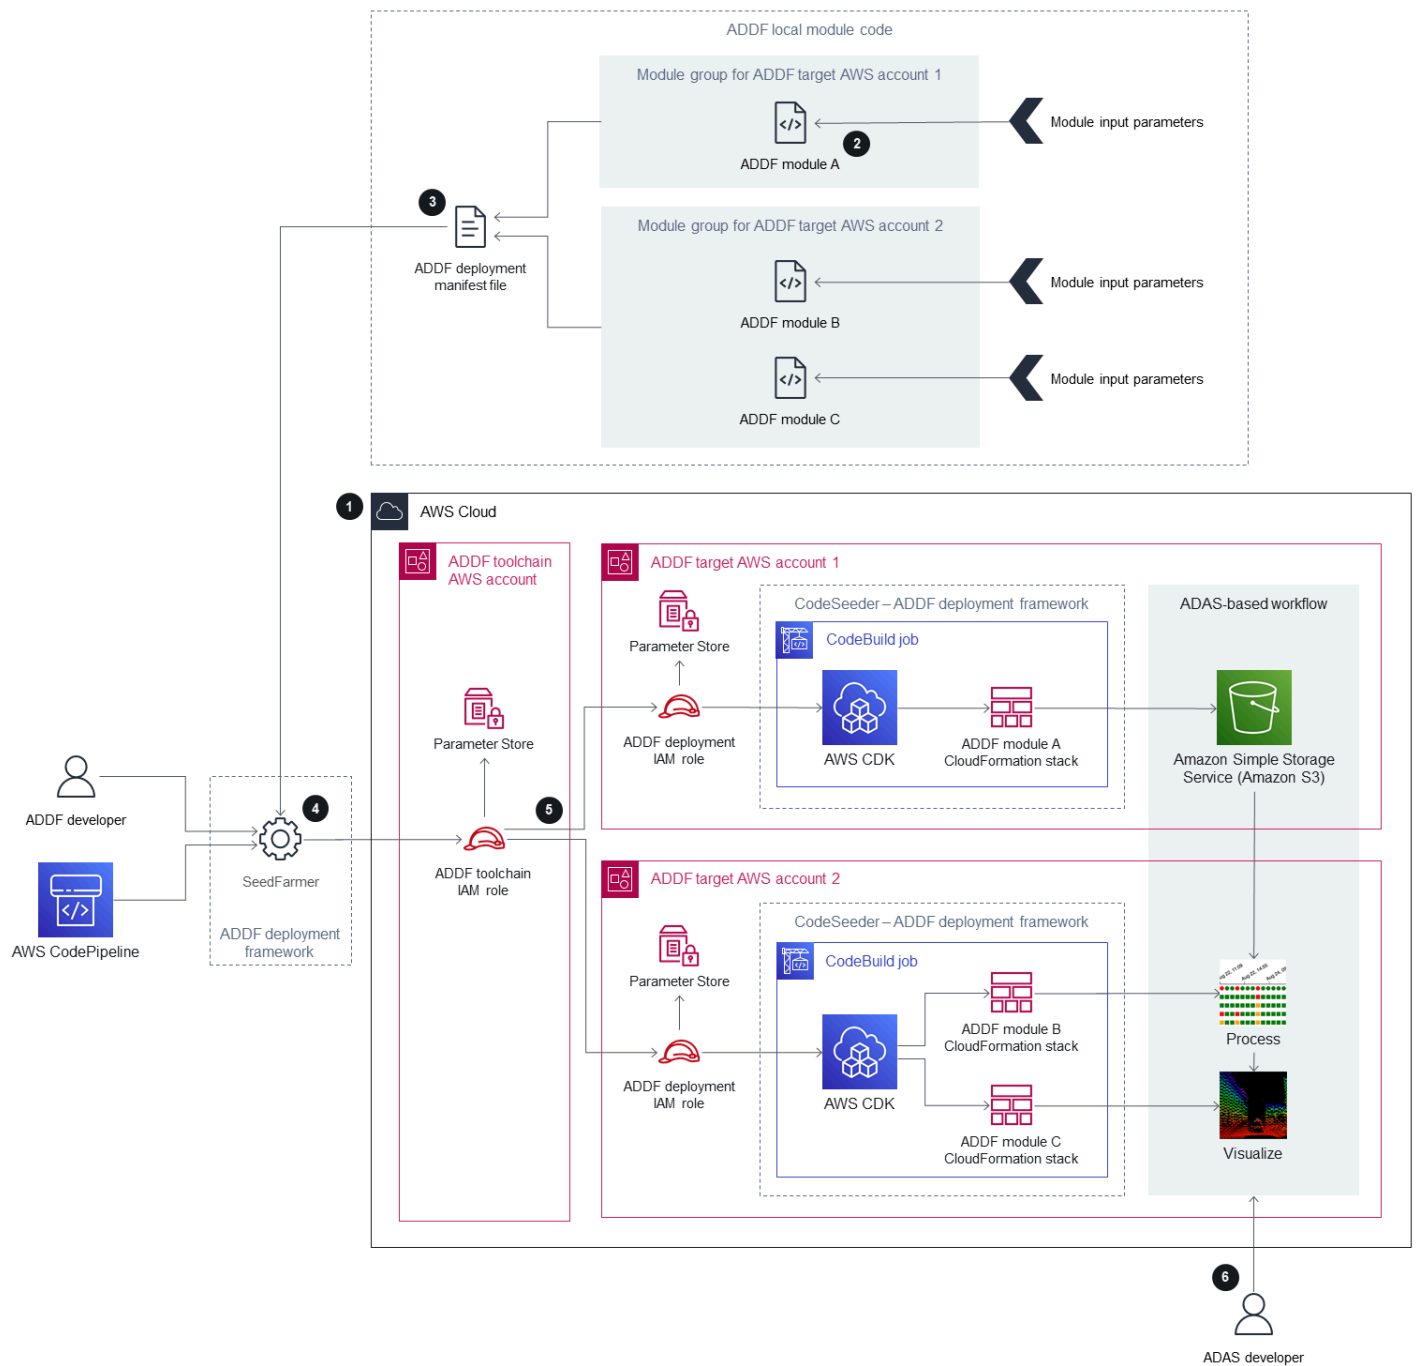 ADDF local module code
Module group for ADDF target AWS account 1
Module input parameters
2
ADDF module A
3
Module group for ADDF target AWS account 2
ADDF deployment
manifest file
Module input parameters
ADDF module B
Module input parameters
ADDF module C
1
AWS Cloud
ADDF toolchain
AWS account
ADDF target AWS account 1
CodeSeeder – ADDF deployment framework
ADAS-based workflow
CodeBuild job
Parameter Store
Parameter Store
ADDF deployment
IAM role
AWS CDK
ADDF module A
CloudFormation stack
Amazon Simple Storage
Service (Amazon S3)
ADDF developer
4
5
SeedFarmer
ADDF toolchain
IAM role
ADDF target AWS account 2
AWS CodePipeline
ADDF deployment
framework
CodeSeeder – ADDF deployment framework
CodeBuild job
Parameter Store
ADDF module B
CloudFormation stack
Process
ADDF deployment
IAM role
AWS CDK
ADDF module C
CloudFormation stack
Visualize
6
ADAS developer